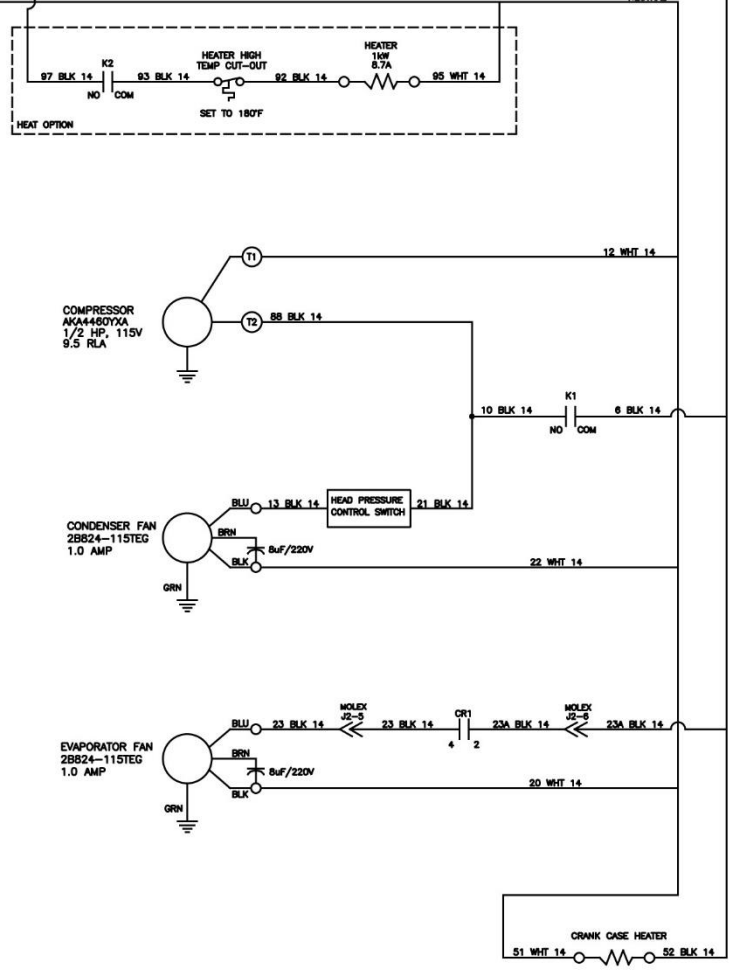 HEATER
1kW
8.7A
HEATER HIGH
TEMP CUT-OUT
K2
97 BLK 14
93 BLK 14
92 BLK 14
95 WHT 14
NO
COM
SET TO 180°F
HEAT OPTION
T1
12 WHT 14
COMPRESSOR
AKA4460YXA
1/2 HP, 115V
9.5 RLA
T2
88 BLK 14
K1
10 BLK 14
6 BLK 14
NO
COM
BLU
13 BLK 14
HEAD PRESSURE
CONTROL SWITCH
21 BLK 14
CONDENSER FAN
2B824-115TEG
1.0 AMP
BRN
8uF/220V
BLK
22 WHT 14
GRN
MOLEX
J2-5
CR1
MOLEX
J2-6
BLU
23 BLK 14
23 BLK 14
23A BLK 14
23A BLK 14
4
2
EVAPORATOR FAN
2B824-115TEG
1.0 AMP
BRN
8uF/220V
BLK
20 WHT 14
GRN
CRANK CASE HEATER
51 WHT 14
52 BLK 14